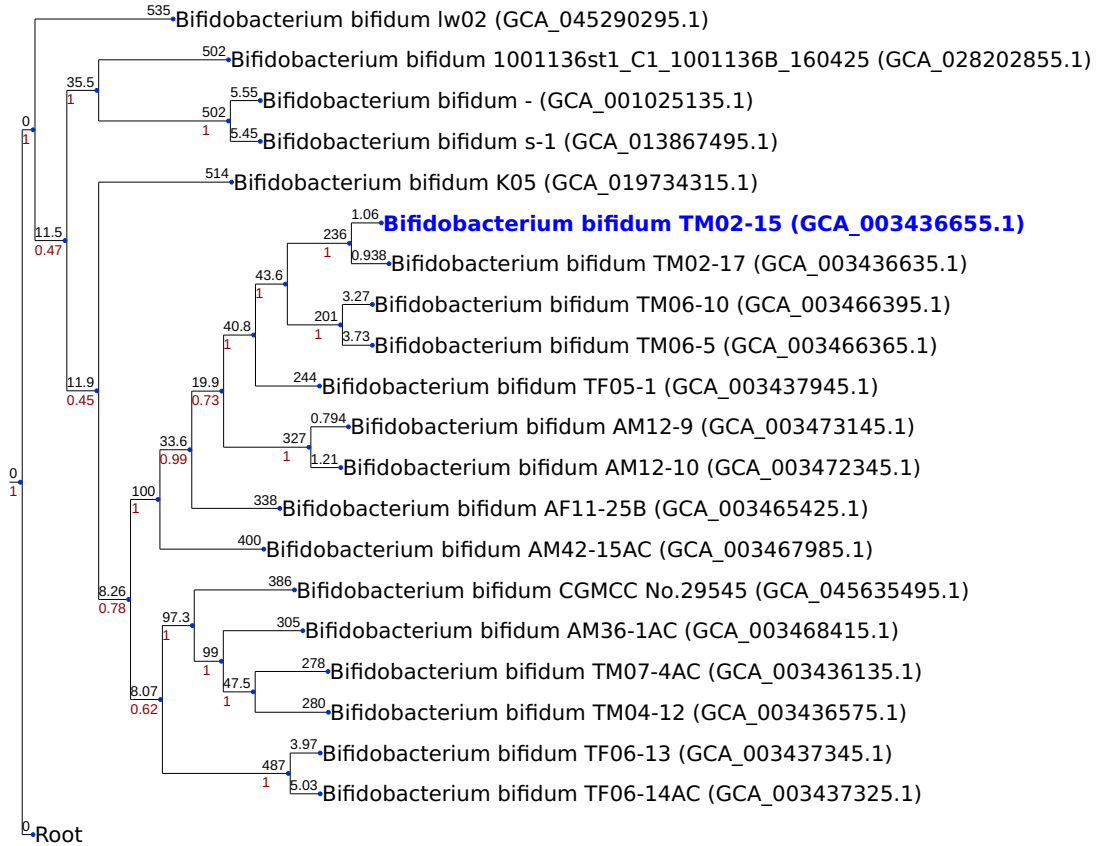 535 Bifidobacterium bifidum lw02 (GCA_045290295.1)
502 Bifidobacterium bifidum 1001136st1_C1_1001136B_160425 (GCA_028202855.1)
35.5
1
5.55 Bifidobacterium bifidum - (GCA_001025135.1)
502
1
0
1
5.45 Bifidobacterium bifidum s-1 (GCA_013867495.1)
514 Bifidobacterium bifidum K05 (GCA_019734315.1)
1.06 Bifidobacterium bifidum TM02-15 (GCA_003436655.1)
11.5
0.47
236
1
0.938 Bifidobacterium bifidum TM02-17 (GCA_003436635.1)
43.6
1
3.27 Bifidobacterium bifidum TM06-10 (GCA_003466395.1)
201
1
40.8
1
3.73 Bifidobacterium bifidum TM06-5 (GCA_003466365.1)
244 Bifidobacterium bifidum TF05-1 (GCA_003437945.1)
11.9
0.45
19.9
0.73
0.794 Bifidobacterium bifidum AM12-9 (GCA_003473145.1)
33.6
0.99
327
1
1.21 Bifidobacterium bifidum AM12-10 (GCA_003472345.1)
0
1
100
1
338 Bifidobacterium bifidum AF11-25B (GCA_003465425.1)
400 Bifidobacterium bifidum AM42-15AC (GCA_003467985.1)
386 Bifidobacterium bifidum CGMCC No.29545 (GCA_045635495.1)
8.26
0.78
97.3
1
305 Bifidobacterium bifidum AM36-1AC (GCA_003468415.1)
99
1
278 Bifidobacterium bifidum TM07-4AC (GCA_003436135.1)
47.5
1
8.07
0.62
280 Bifidobacterium bifidum TM04-12 (GCA_003436575.1)
3.97 Bifidobacterium bifidum TF06-13 (GCA_003437345.1)
487
1
5.03 Bifidobacterium bifidum TF06-14AC (GCA_003437325.1)
0 Root